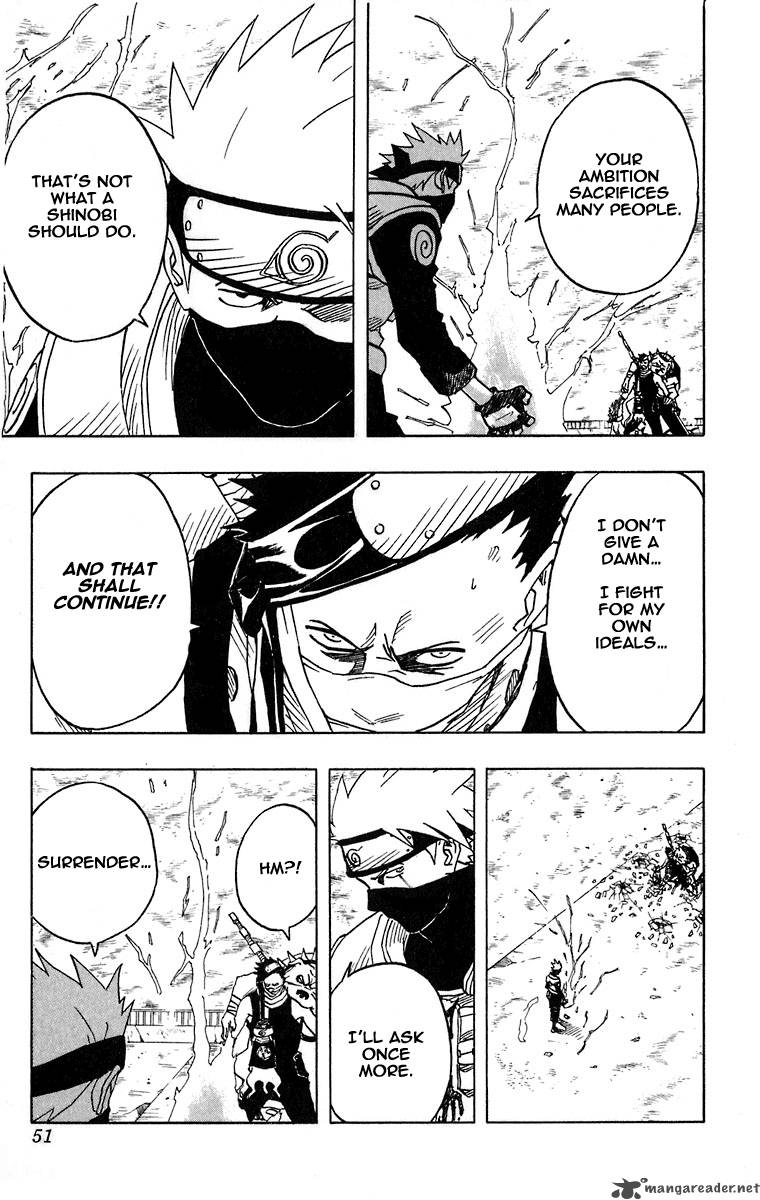 YOUR
AMBITION
SACRIFICES
MANY PEOPLE.
THAT'S NOT
WHAT A
SHINOBI
SHOULD DO.
I DON'T
GIVE A
DAMN...
I FIGHT
FOR MY
OWN
IDEALS...
AND THAT
SHALL
CONTINUE!!
I'LL ASK
ONCE
MORE.
HM?!
SURRENDER...
51
mangareader.net